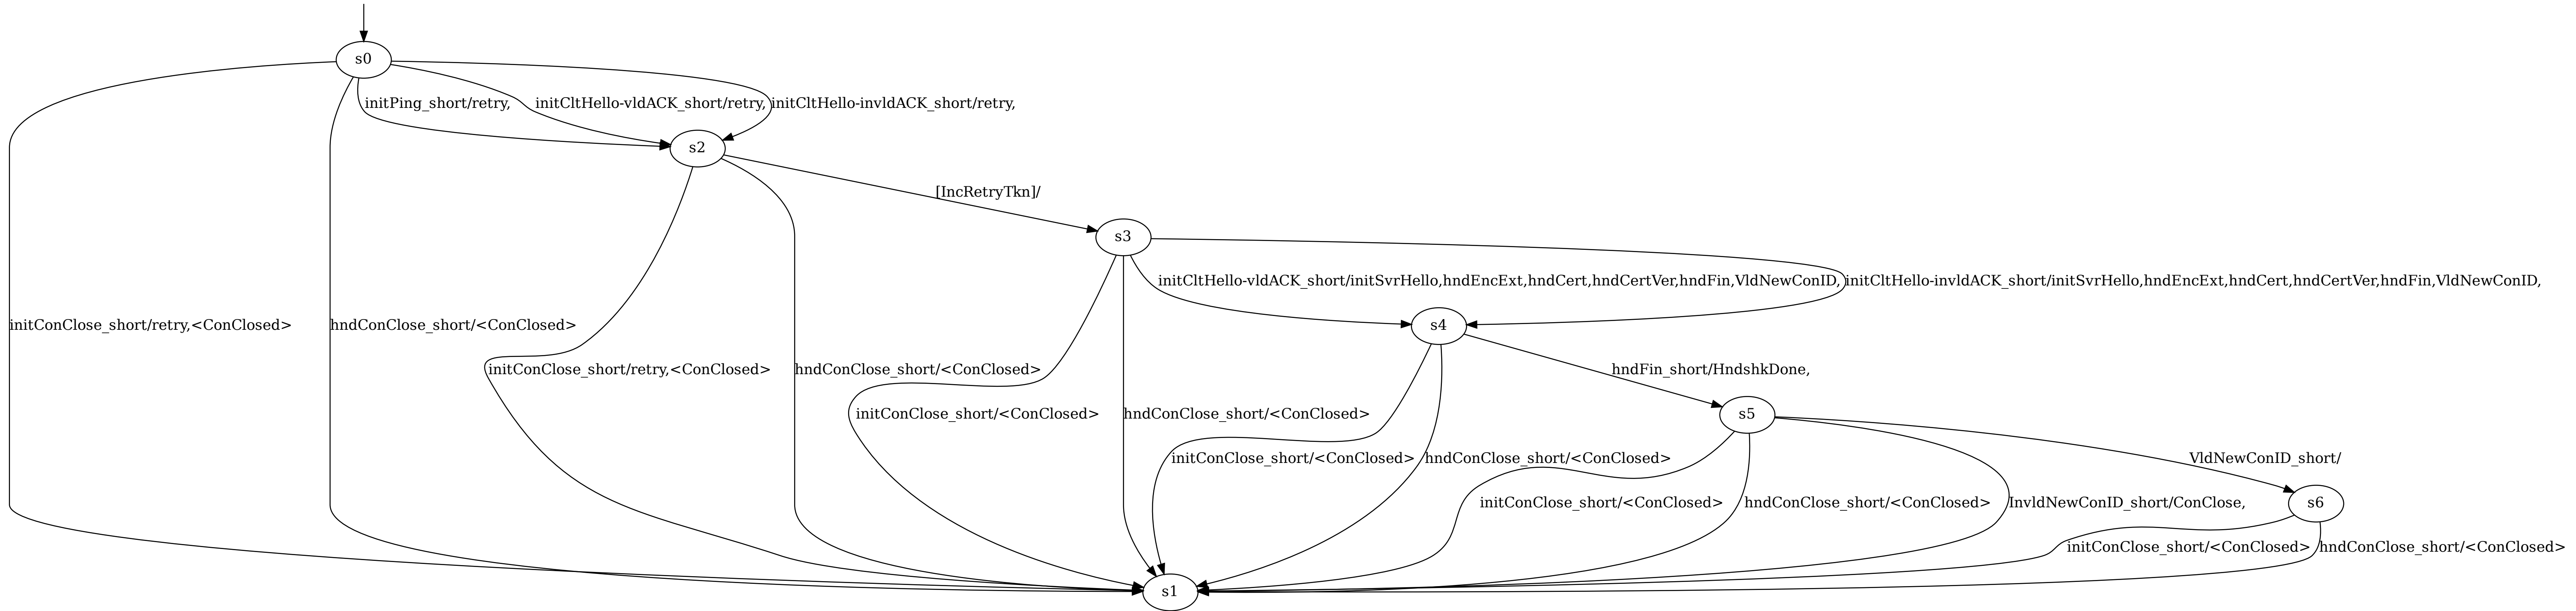 s0
initPing_short/retry,
initCltHello-vldACK_short/retry,
initCltHello-invldACK_short/retry,
s2
[IncRetryTkn]/
s3
initCltHello-vldACK_short/initSvrHello,hndEncExt,hndCert,hndCertVer,hndFin,VldNewConID,
initCltHello-invldACK_short/initSvrHello,hndEncExt,hndCert,hndCertVer,hndFin,VldNewConID,
initConClose_short/retry,<ConClosed>
hndConClose_short/<ConClosed>
s4
initConClose_short/retry,<ConClosed>
hndConClose_short/<ConClosed>
hndFin_short/HndshkDone,
initConClose_short/<ConClosed>
hndConClose_short/<ConClosed>
s5
initConClose_short/<ConClosed>
hndConClose_short/<ConClosed>
VldNewConID_short/
initConClose_short/<ConClosed>
hndConClose_short/<ConClosed>
InvldNewConID_short/ConClose,
s6
initConClose_short/<ConClosed>
hndConClose_short/<ConClosed>
s1